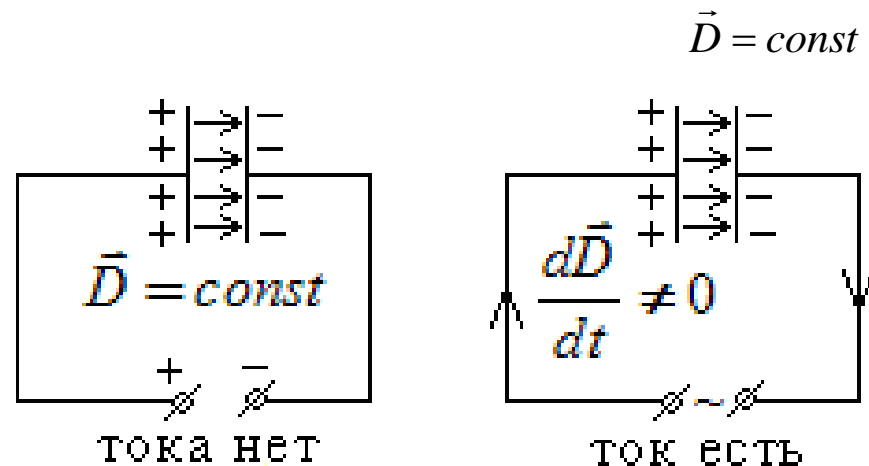 D⃗ = const
+ − + −
+ − + −
+ − + −
+ − + −
D⃗ = const
dD⃗/dt ≠ 0
+ − ~
тока нет
ток есть